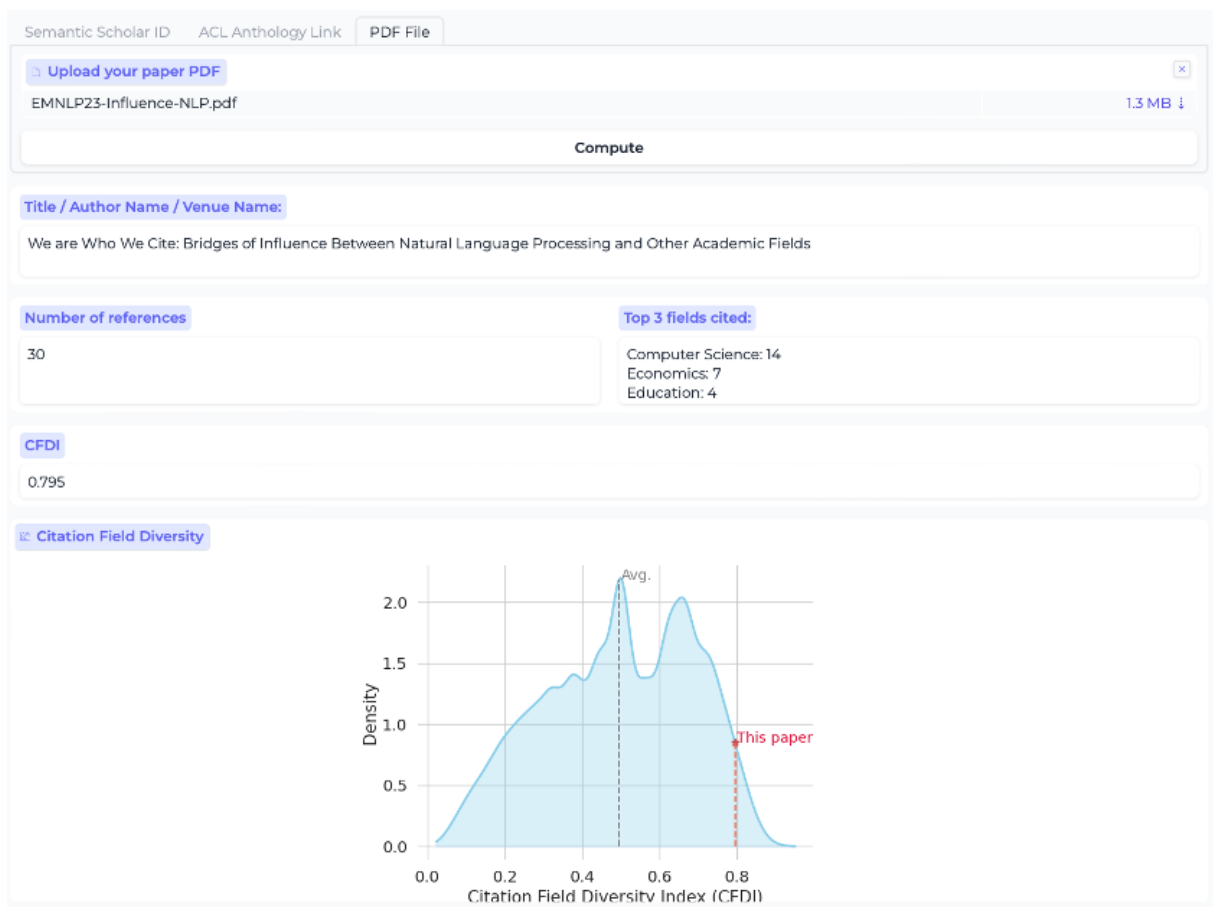 Semantic Scholar ID ACL Anthology Link PDF File
Upload your paper PDF
EMNLP23-Influence-NLP.pdf 1.3 MB ↓
Compute
Title / Author Name / Venue Name:
We are Who We Cite: Bridges of Influence Between Natural Language Processing and Other Academic Fields
Number of references Top 3 fields cited:
30
Computer Science: 14
Economics: 7
Education: 4
CFDI
0.795
Citation Field Diversity
Avg.
2.0
1.5
1.0
0.5
0.0
Density
This paper
0.0 0.2 0.4 0.6 0.8
Citation Field Diversity Index (CFDI)